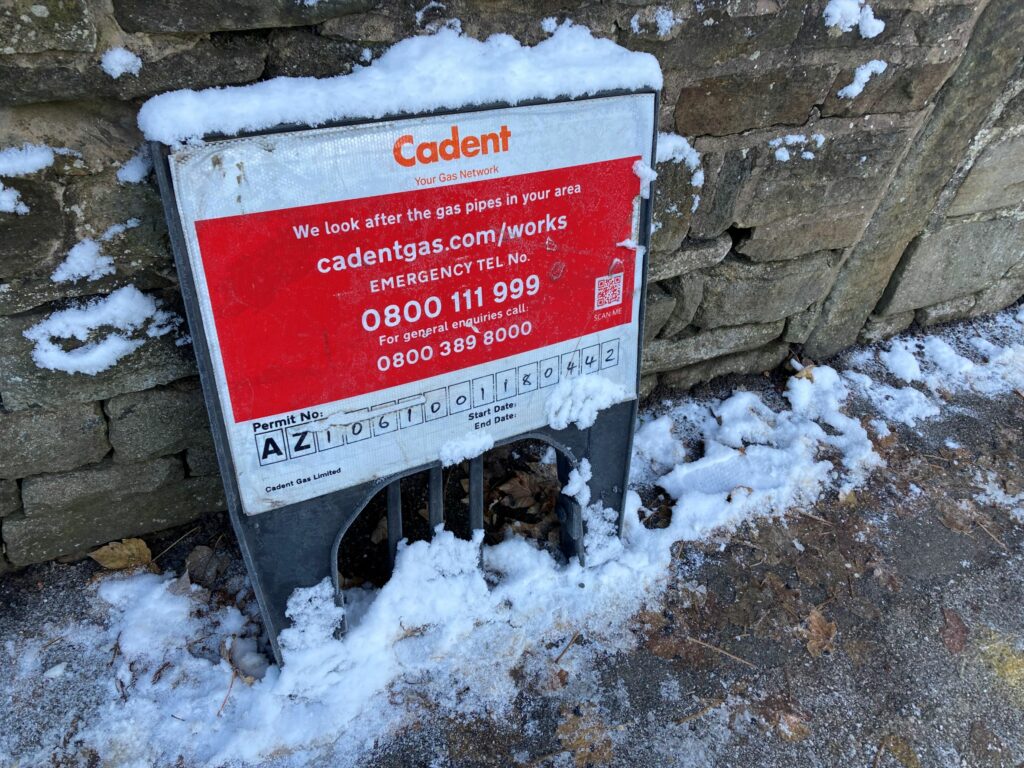 Cadent
Your Gas Network
We look after the gas pipes in your area
cadentgas.com/works
EMERGENCY TEL No.
0800 111 999
For general enquiries call:
0800 389 8000
SCAN ME
Permit No:
AZ1061001180442
Start Date:
End Date:
Cadent Gas Limited